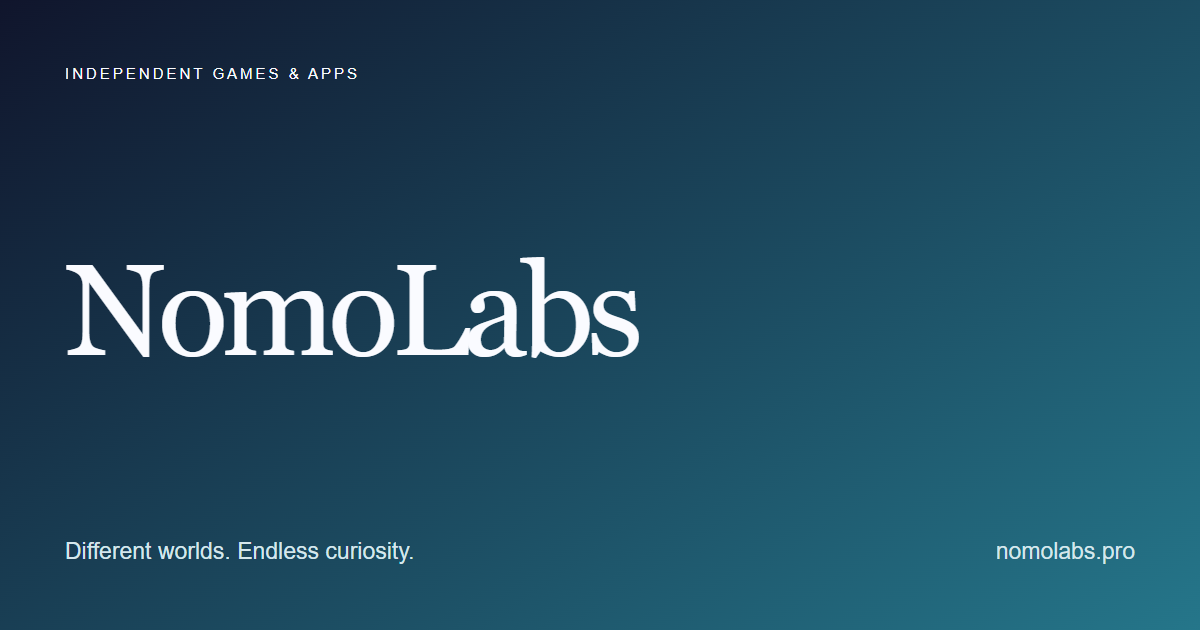 INDEPENDENT GAMES & APPS
NomoLabs
Different worlds. Endless curiosity.
nomolabs.pro